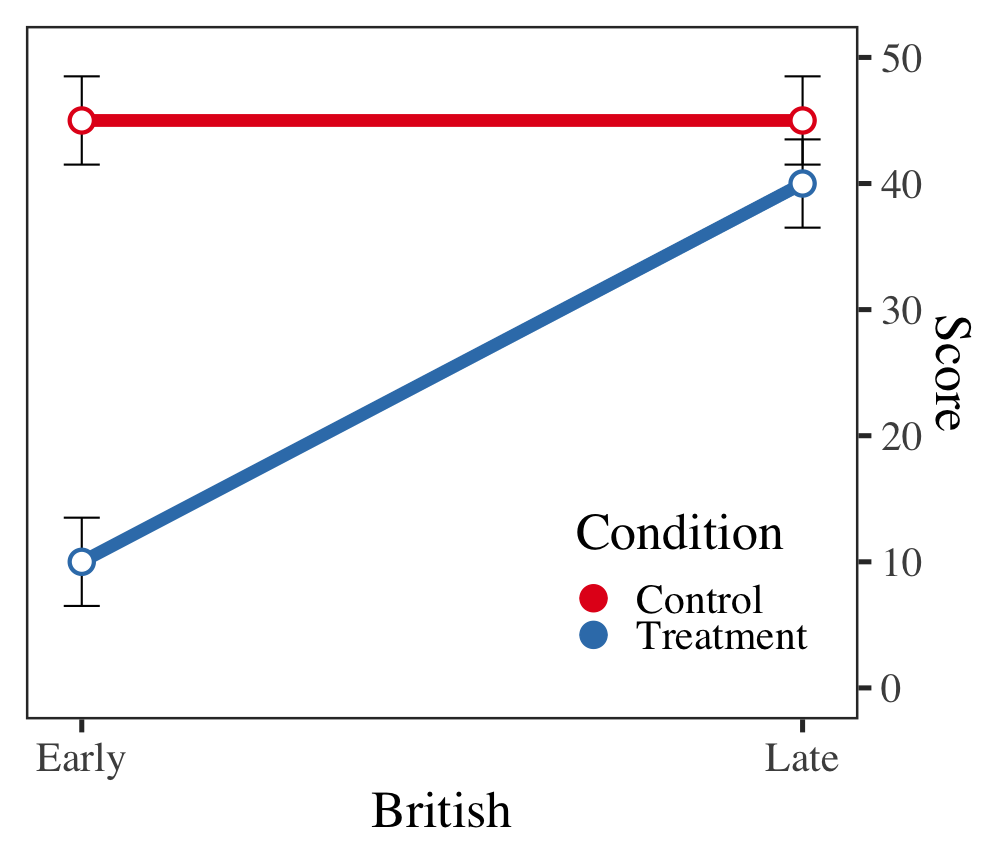 50
40
30
20
10
0
Score
Condition
Control
Treatment
Early
Late
British